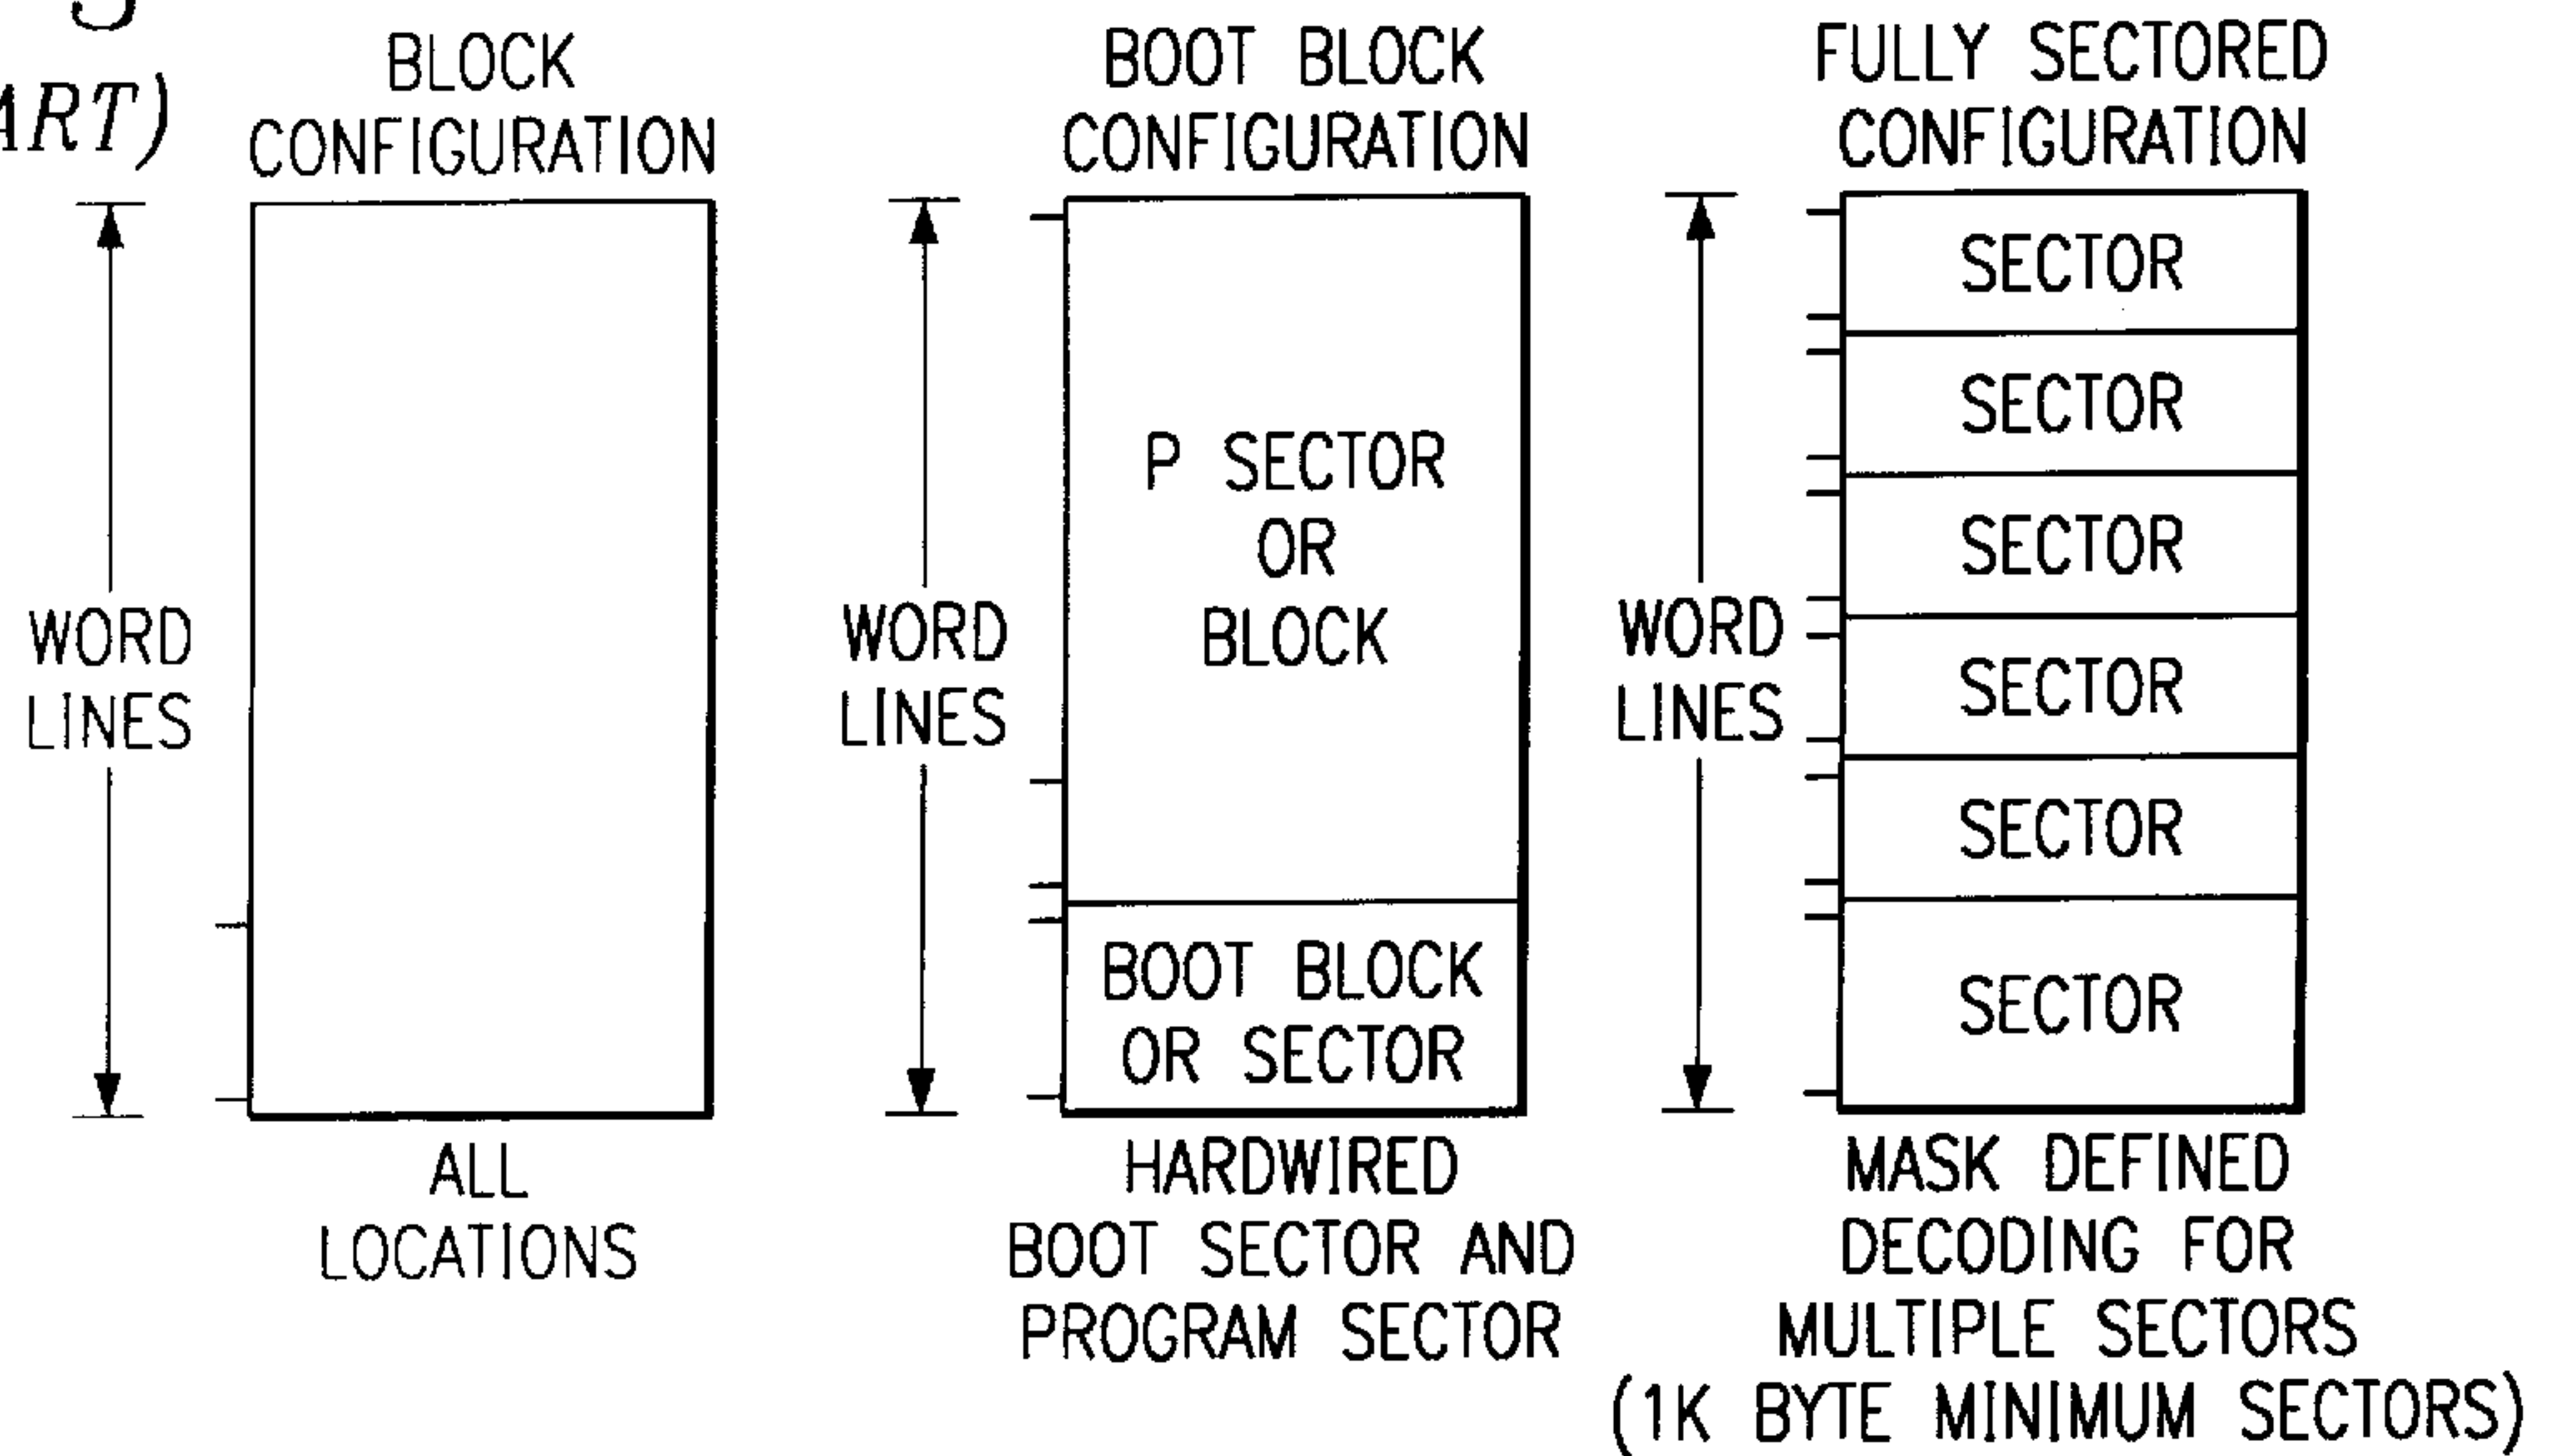 ART)
BLOCK
CONFIGURATION
WORD
LINES
ALL
LOCATIONS
BOOT BLOCK
CONFIGURATION
WORD
LINES
P SECTOR
OR
BLOCK
BOOT BLOCK
OR SECTOR
HARDWIRED
BOOT SECTOR AND
PROGRAM SECTOR
FULLY SECTORED
CONFIGURATION
WORD
LINES
SECTOR
SECTOR
SECTOR
SECTOR
SECTOR
SECTOR
MASK DEFINED
DECODING FOR
MULTIPLE SECTORS
(1K BYTE MINIMUM SECTORS)